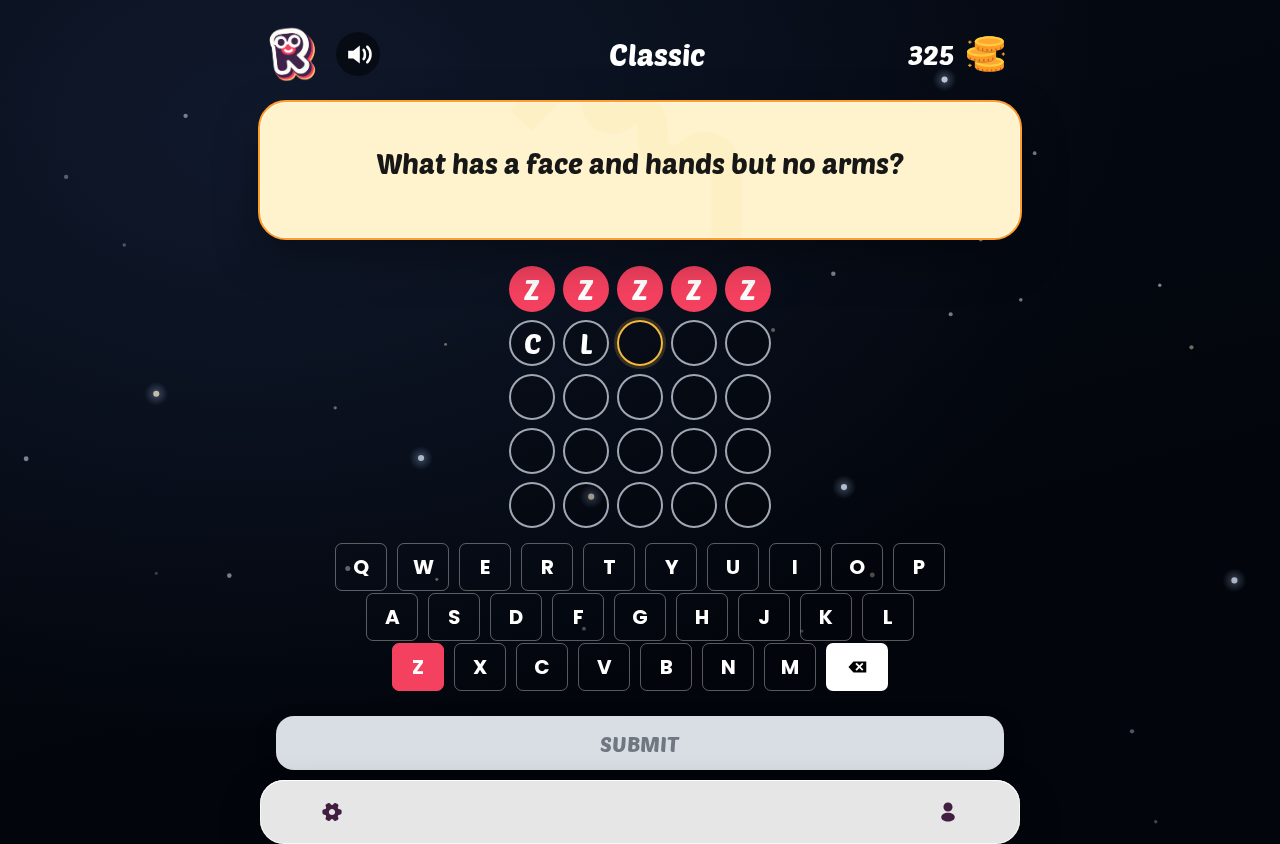 R
Classic
325
What has a face and hands but no arms?
Z Z Z Z Z
C L
Q W E R T Y U I O P
A S D F G H J K L
Z X C V B N M
SUBMIT